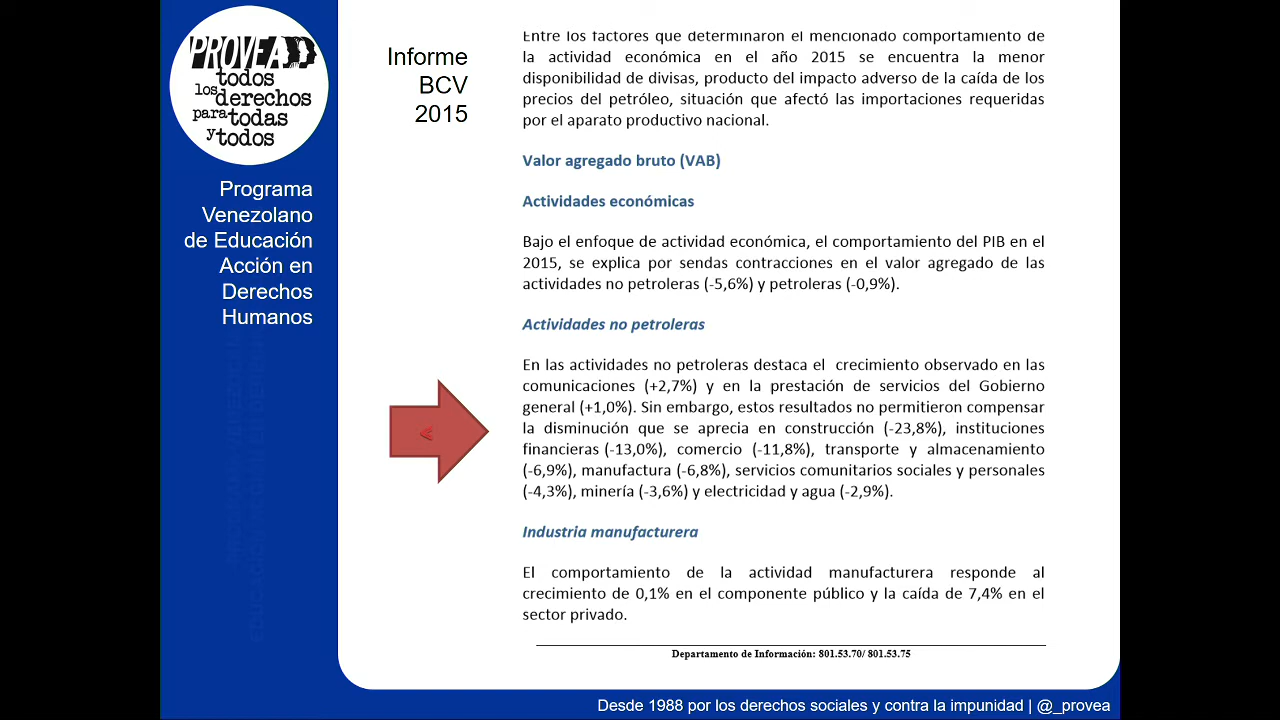 PROVEA
todos
los derechos
para todas
y todos
Programa
Venezolano
de Educación
Acción en
Derechos
Humanos
Informe
BCV
2015
Entre los factores que determinaron el mencionado comportamiento de
la actividad económica en el año 2015 se encuentra la menor
disponibilidad de divisas, producto del impacto adverso de la caída de los
precios del petróleo, situación que afectó las importaciones requeridas
por el aparato productivo nacional.
Valor agregado bruto (VAB)
Actividades económicas
Bajo el enfoque de actividad económica, el comportamiento del PIB en el
2015, se explica por sendas contracciones en el valor agregado de las
actividades no petroleras (-5,6%) y petroleras (-0,9%).
Actividades no petroleras
En las actividades no petroleras destaca el crecimiento observado en las
comunicaciones (+2,7%) y en la prestación de servicios del Gobierno
general (+1,0%). Sin embargo, estos resultados no permitieron compensar
la disminución que se aprecia en construcción (-23,8%), instituciones
financieras (-13,0%), comercio (-11,8%), transporte y almacenamiento
(-6,9%), manufactura (-6,8%), servicios comunitarios sociales y personales
(-4,3%), minería (-3,6%) y electricidad y agua (-2,9%).
Industria manufacturera
El comportamiento de la actividad manufacturera responde al
crecimiento de 0,1% en el componente público y la caída de 7,4% en el
sector privado.
Departamento de Información: 801.53.70/ 801.53.75
Desde 1988 por los derechos sociales y contra la impunidad | @_provea